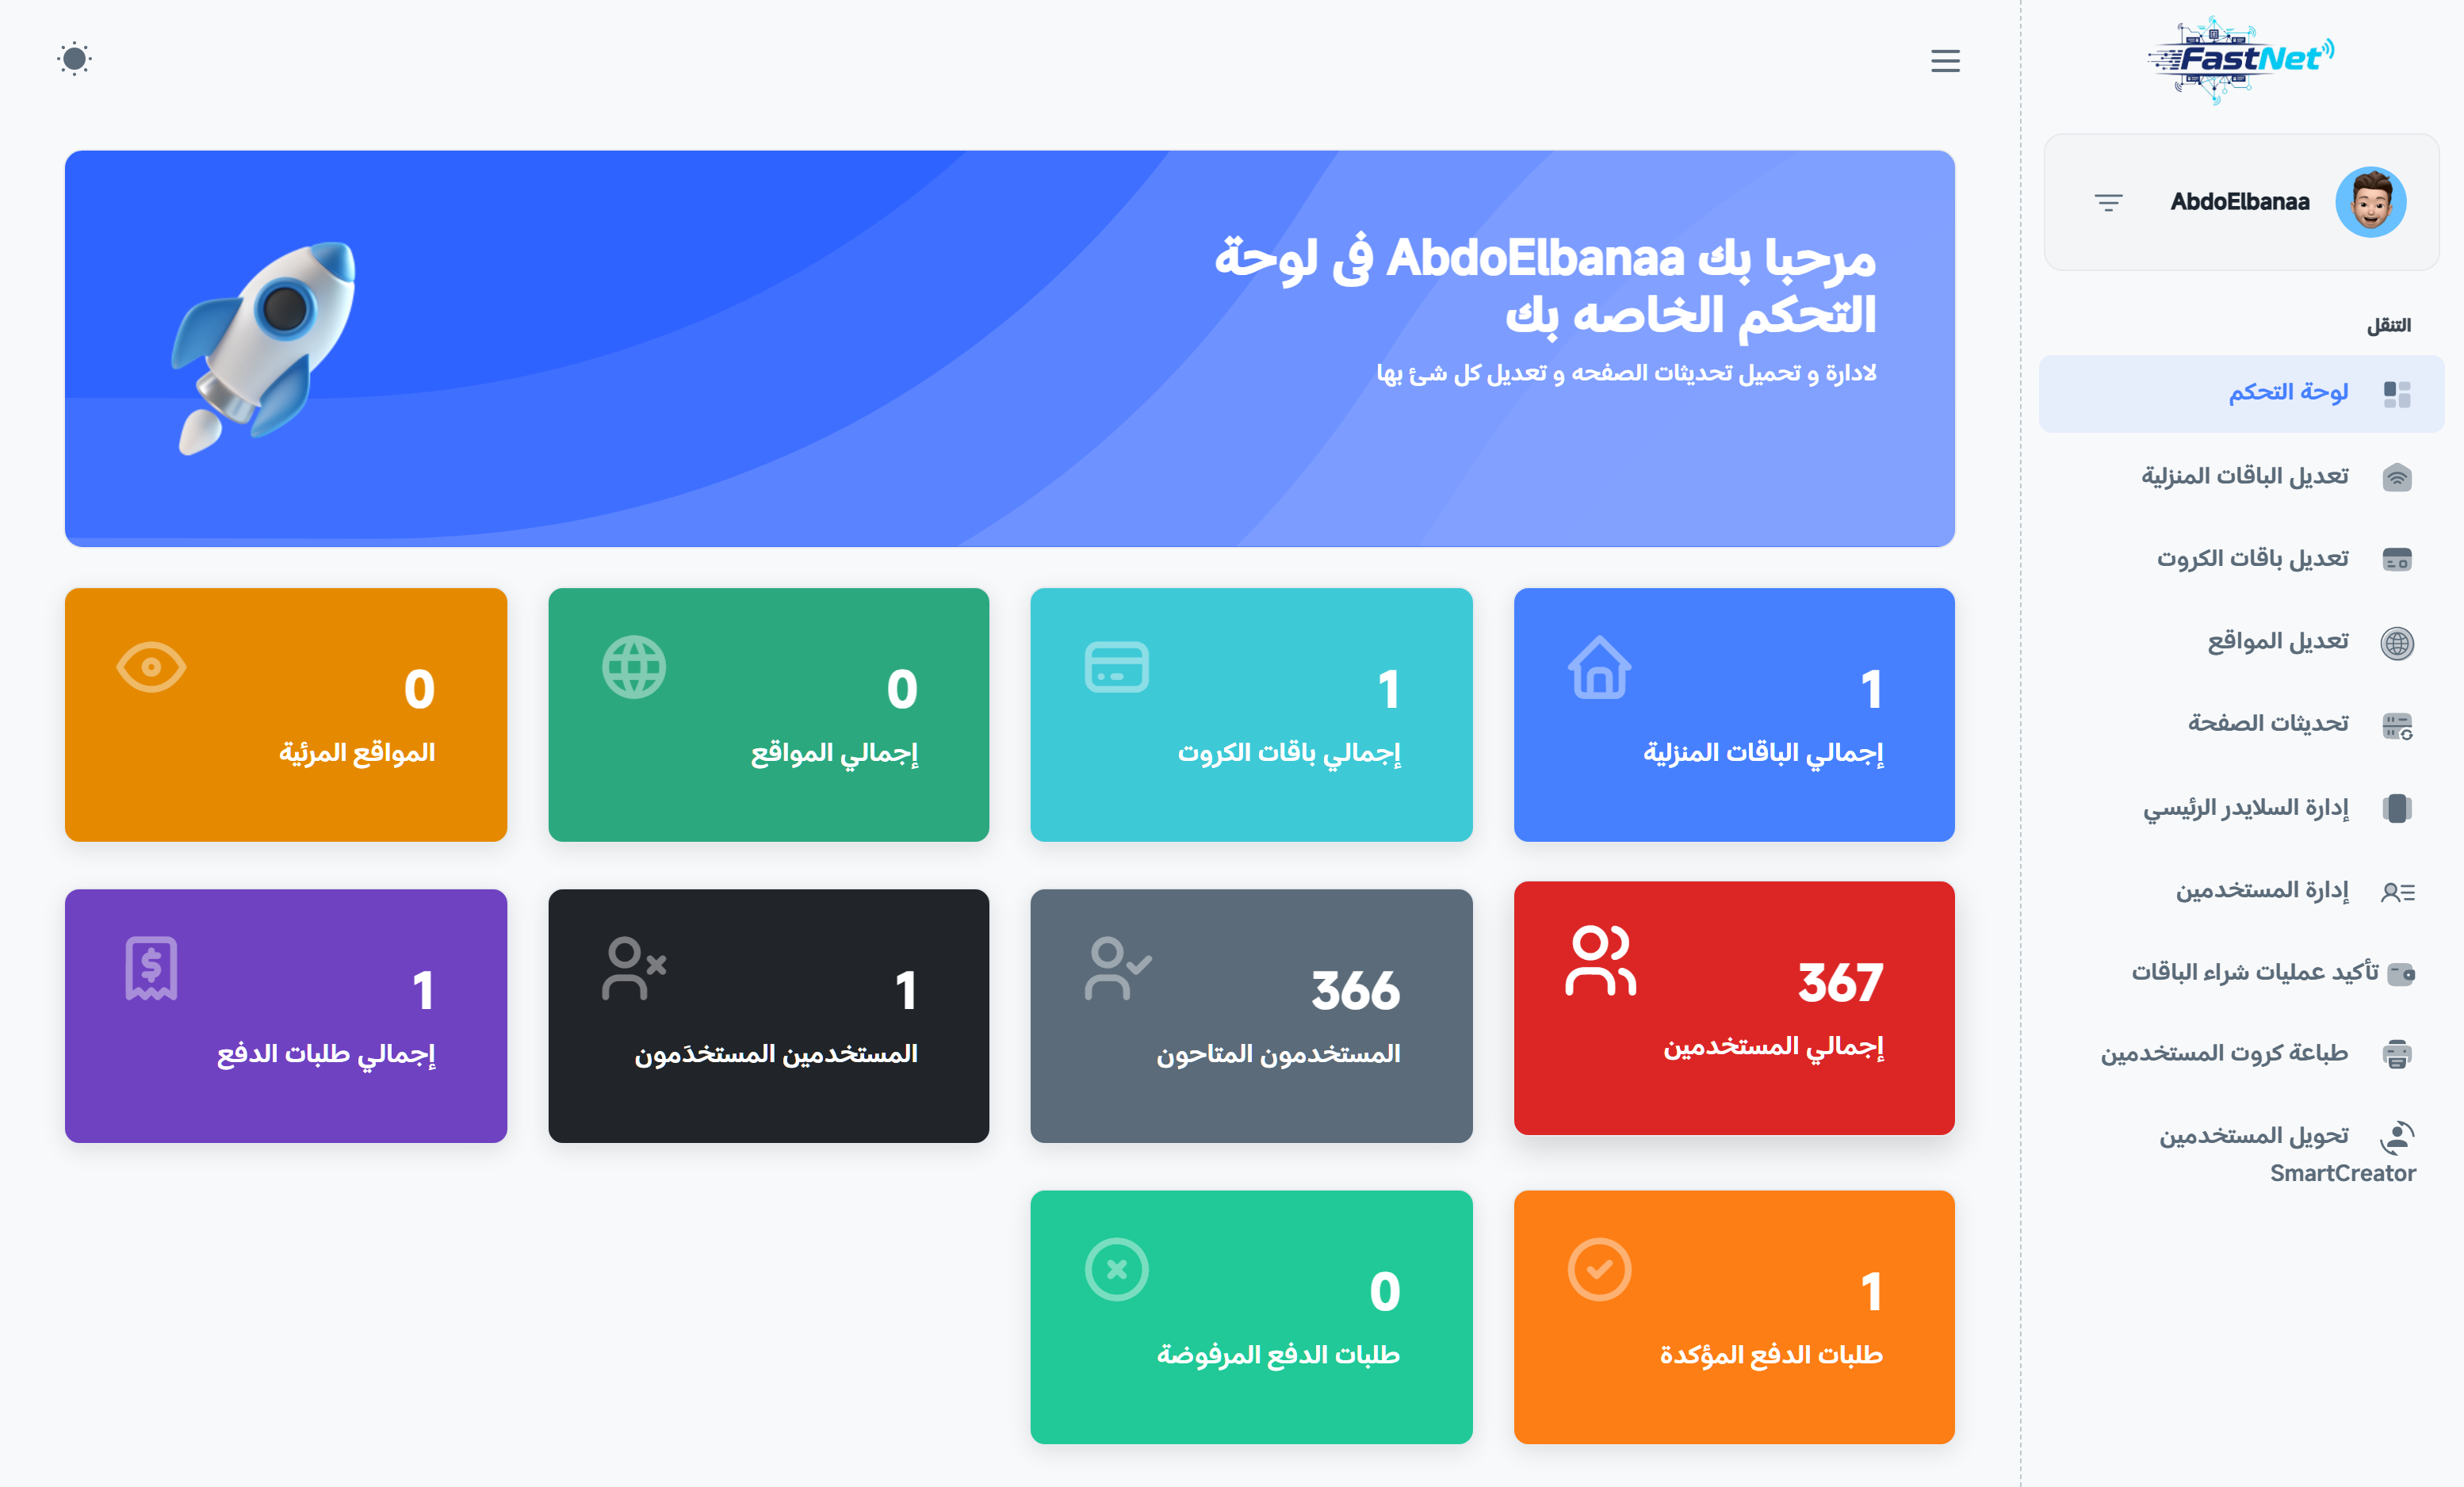 FastNet
AbdoElbanaa
التنقل
لوحة التحكم
تعديل الباقات المنزلية
تعديل باقات الكروت
تعديل المواقع
تحديثات الصفحة
إدارة السلايدر الرئيسي
إدارة المستخدمين
تأكيد عمليات شراء الباقات
طباعة كروت المستخدمين
تحويل المستخدمين
SmartCreator
مرحبا بك AbdoElbanaa فى لوحة
التحكم الخاصه بك
لادارة و تحميل تحديثات الصفحه و تعديل كل شئ بها
1
إجمالي الباقات المنزلية
1
إجمالي باقات الكروت
0
إجمالي المواقع
0
المواقع المرئية
367
إجمالي المستخدمين
366
المستخدمون المتاحون
1
المستخدمين المستخدَمون
1
إجمالي طلبات الدفع
1
طلبات الدفع المؤكدة
0
طلبات الدفع المرفوضة